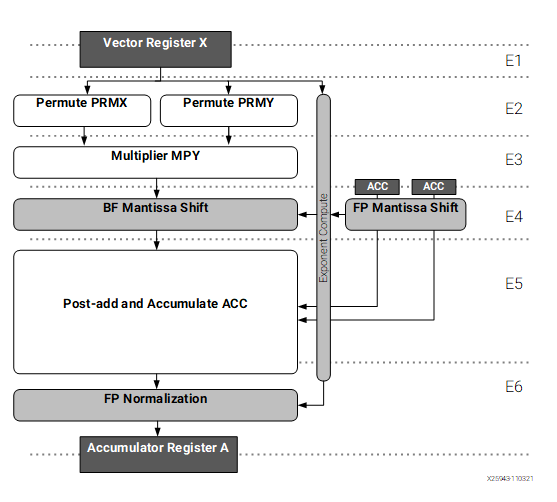 Vector Register X
E1
Permute PRMX
Permute PRMY
E2
Multiplier MPY
E3
ACC
ACC
BF Mantissa Shift
Exponent Compute
FP Mantissa Shift
E4
Post-add and Accumulate ACC
E5
FP Normalization
E6
Accumulator Register A
X25943-110321